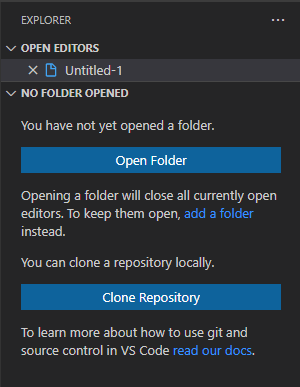 EXPLORER
OPEN EDITORS
Untitled-1
NO FOLDER OPENED
You have not yet opened a folder.
Open Folder
Opening a folder will close all currently open
editors. To keep them open, add a folder
instead.
You can clone a repository locally.
Clone Repository
To learn more about how to use git and
source control in VS Code read our docs.